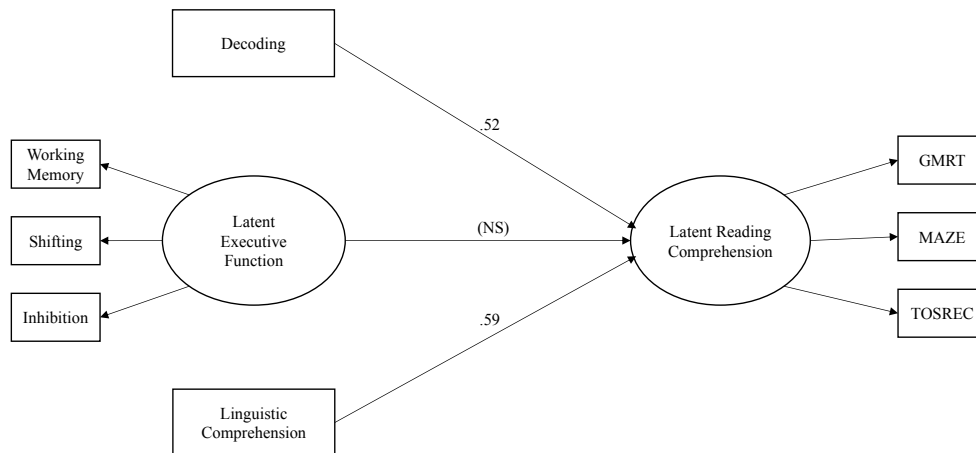 Decoding
.52
Working
Memory
GMRT
Latent
Executive
Function
Shifting
(NS)
Latent Reading
Comprehension
MAZE
Inhibition
TOSREC
.59
Linguistic
Comprehension